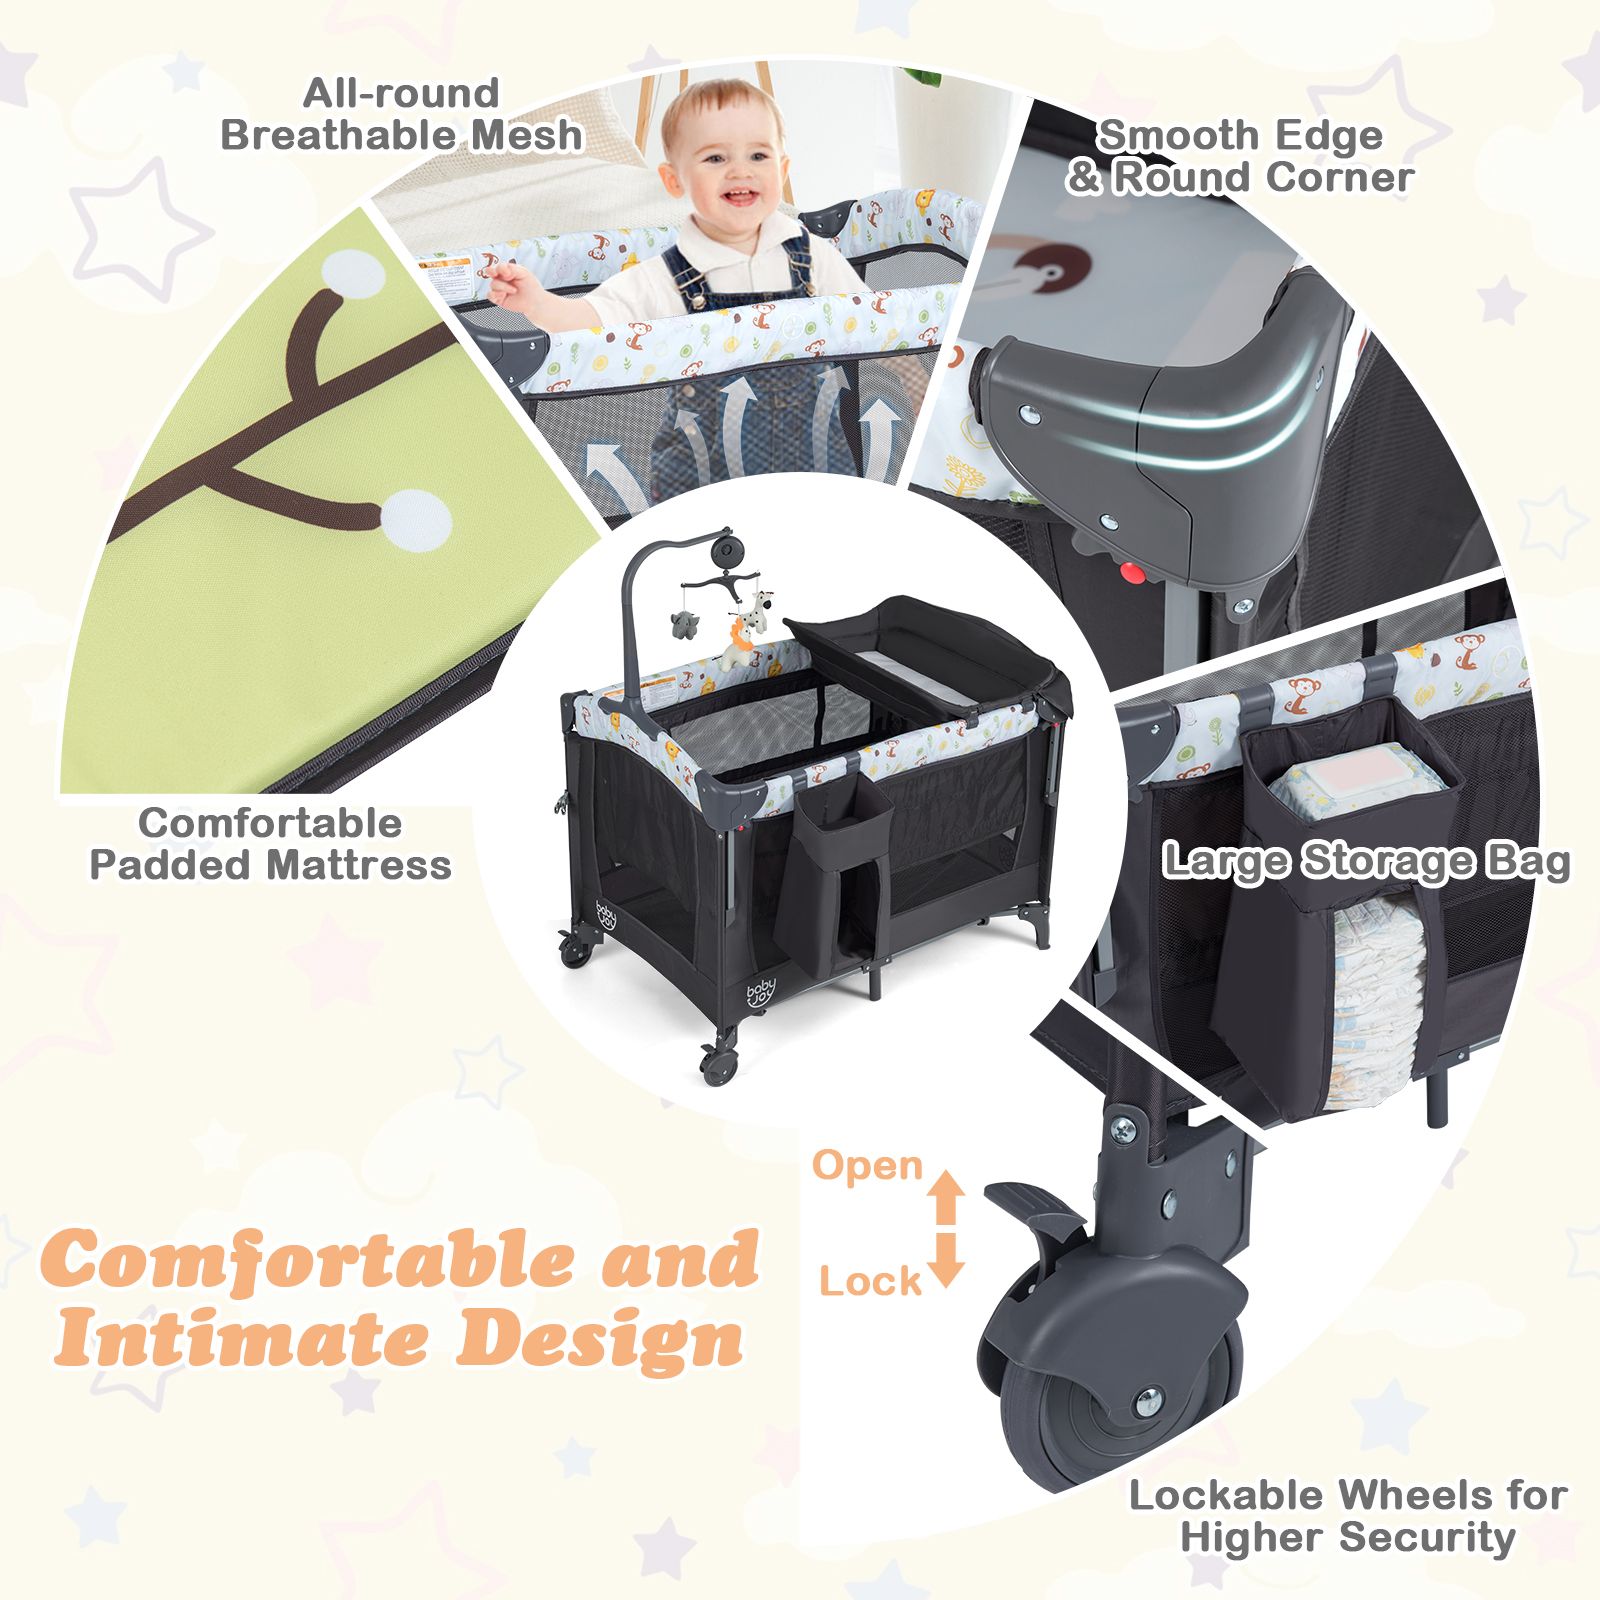 All-round
Breathable Mesh
Smooth Edge
& Round Corner
Comfortable
Padded Mattress
Large Storage Bag
baby
joy
baby
joy
Open
Lock
Comfortable and
Intimate Design
Lockable Wheels for
Higher Security